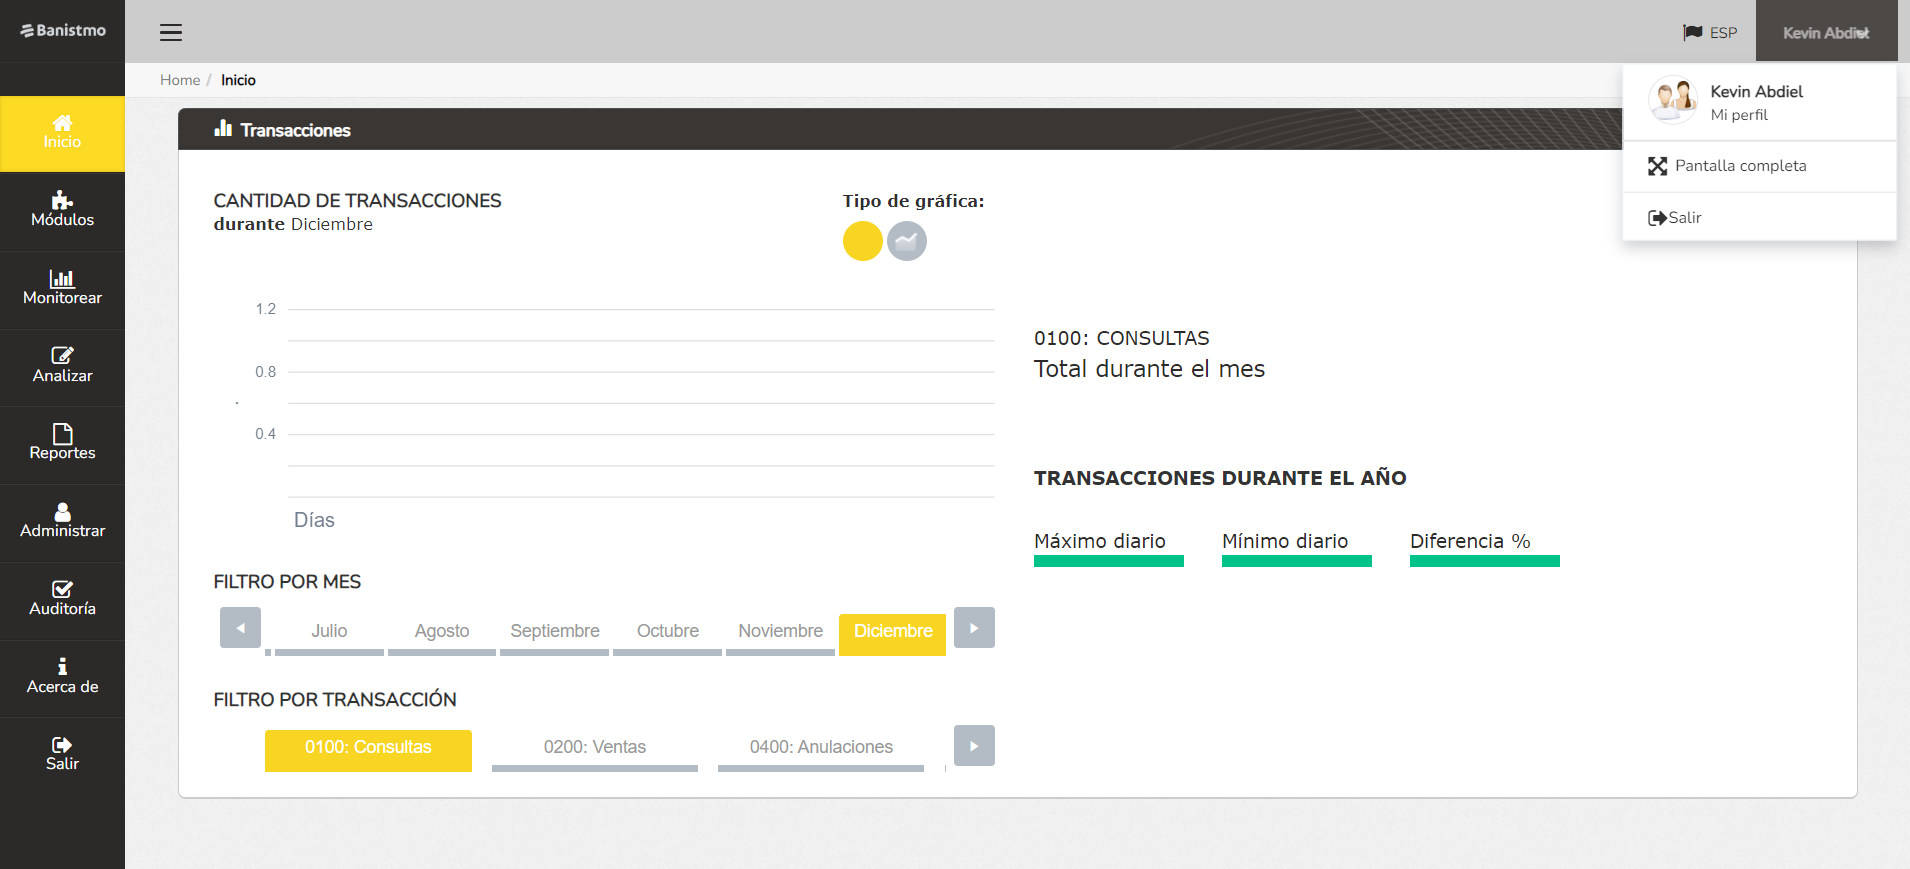 Banistmo
ESP
Kevin Abdiel
Home / Inicio
Kevin Abdiel
Mi perfil
Pantalla completa
Salir
Inicio
Módulos
Monitorear
Analizar
Reportes
Administrar
Auditoría
Acerca de
Salir
Transacciones
CANTIDAD DE TRANSACCIONES
durante Diciembre
Tipo de gráfica:
1.2
0.8
0.4
Días
0100: CONSULTAS
Total durante el mes
TRANSACCIONES DURANTE EL AÑO
Máximo diario Mínimo diario Diferencia %
FILTRO POR MES
Julio Agosto Septiembre Octubre Noviembre Diciembre
FILTRO POR TRANSACCIÓN
0100: Consultas 0200: Ventas 0400: Anulaciones